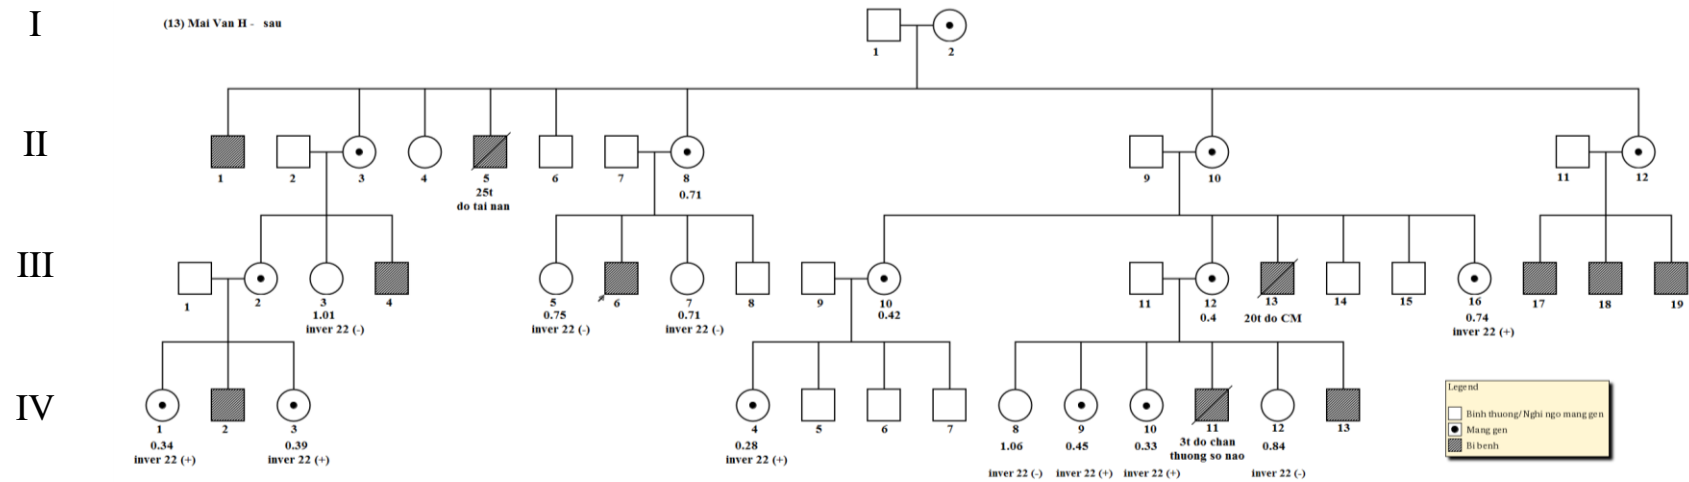 I
(13) Mai Van H - sau
1
2
II
1
2
3
4
5
6
7
8
9
10
11
12
25t
do tai nan
0.71
III
1
2
3
4
5
6
7
8
9
10
11
12
13
14
15
16
17
18
19
1.01
0.75
0.71
0.42
0.4
20t do CM
0.74
inver 22 (-)
inver 22 (-)
inver 22 (-)
inver 22 (+)
IV
1
2
3
4
5
6
7
8
9
10
11
12
13
0.34
0.39
0.28
1.06
0.45
0.33
3t do chan
thuong so nao
0.84
inver 22 (+)
inver 22 (+)
inver 22 (+)
inver 22 (-)
inver 22 (+)
inver 22 (+)
inver 22 (-)
Legend
Binh thuong/ Nghi ngo mang gen
Mang gen
Bi benh